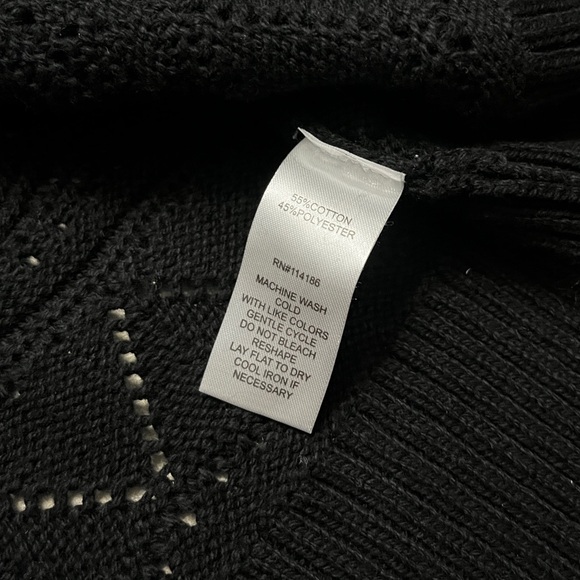 55%COTTON
45%POLYESTER
RN#114186
MACHINE WASH
COLD
WITH LIKE COLORS
GENTLE CYCLE
DO NOT BLEACH
RESHAPE
LAY FLAT TO DRY
COOL IRON IF
NECESSARY